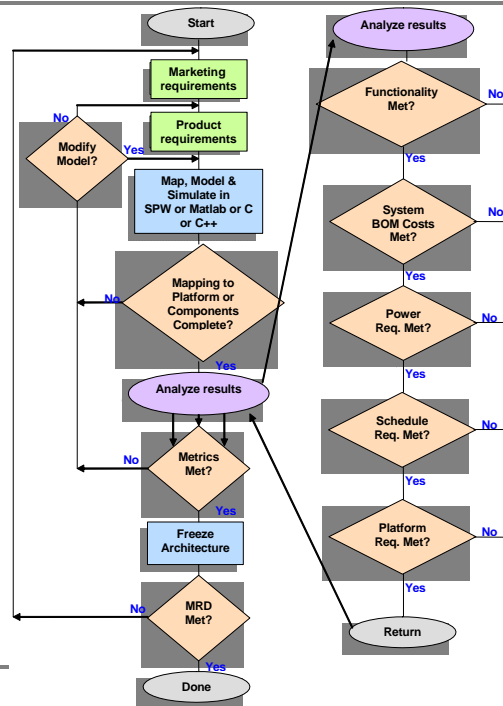 Start
Marketing
requirements
No
Product
requirements
Modify
Model?
Yes
Map, Model &
Simulate in
SPW or Matlab or C
or C++
Mapping to
Platform or
Components
Complete?
No
Yes
Analyze results
Metrics
Met?
No
Yes
Freeze
Architecture
MRD
Met?
No
Yes
Done
Analyze results
Functionality
Met?
No
Yes
System
BOM Costs
Met?
No
Yes
Power
Req. Met?
No
Yes
Schedule
Req. Met?
No
Yes
Platform
Req. Met?
No
Yes
Return